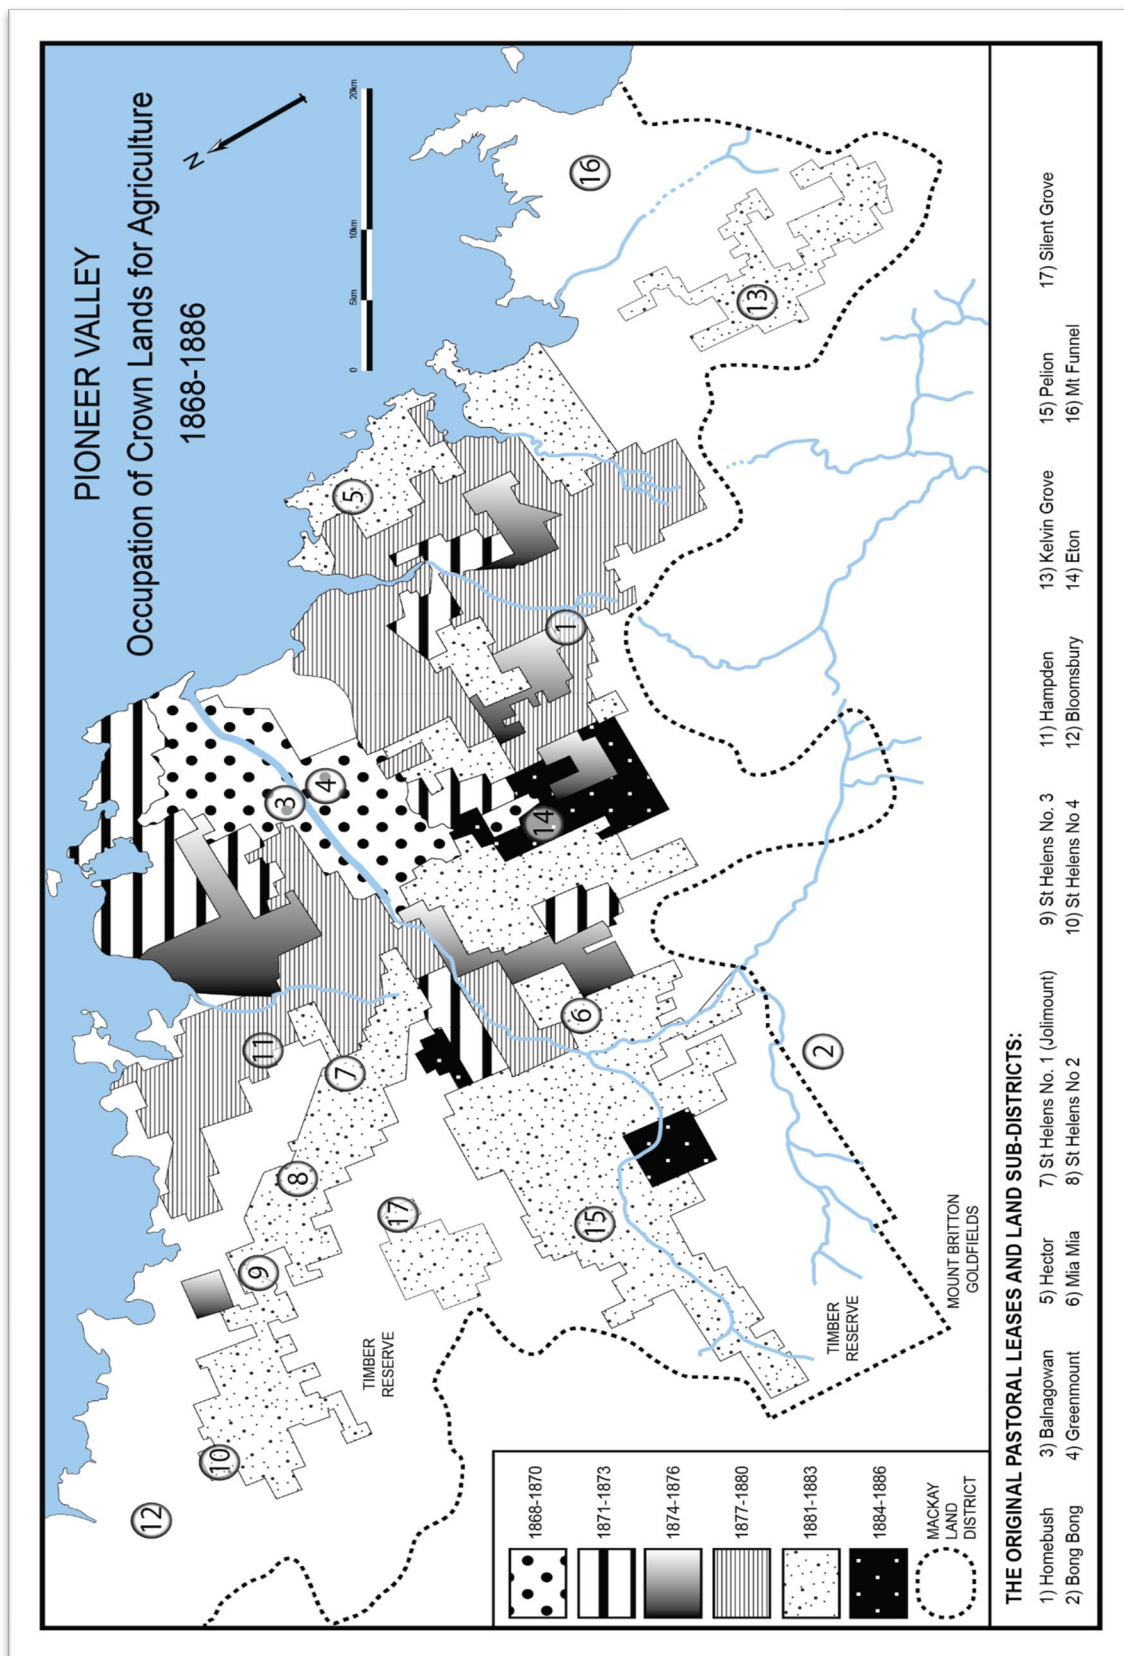 PIONEER VALLEY
Occupation of Crown Lands for Agriculture
1868-1886
N
0
5km
10km
20km
16
13
5
1
3
4
14
11
7
6
2
8
15
17
9
10
12
TIMBER
RESERVE
TIMBER
RESERVE
MOUNT BRITTON
GOLDFIELDS
1868-1870
1871-1873
1874-1876
1877-1880
1881-1883
1884-1886
MACKAY
LAND
DISTRICT
THE ORIGINAL PASTORAL LEASES AND LAND SUB-DISTRICTS:
1) Homebush
2) Bong Bong
3) Balnagowan
4) Greenmount
5) Hector
6) Mia Mia
7) St Helens No. 1 (Jolimount)
8) St Helens No 2
9) St Helens No. 3
10) St Helens No 4
11) Hampden
12) Bloomsbury
13) Kelvin Grove
14) Eton
15) Pelion
16) Mt Funnel
17) Silent Grove